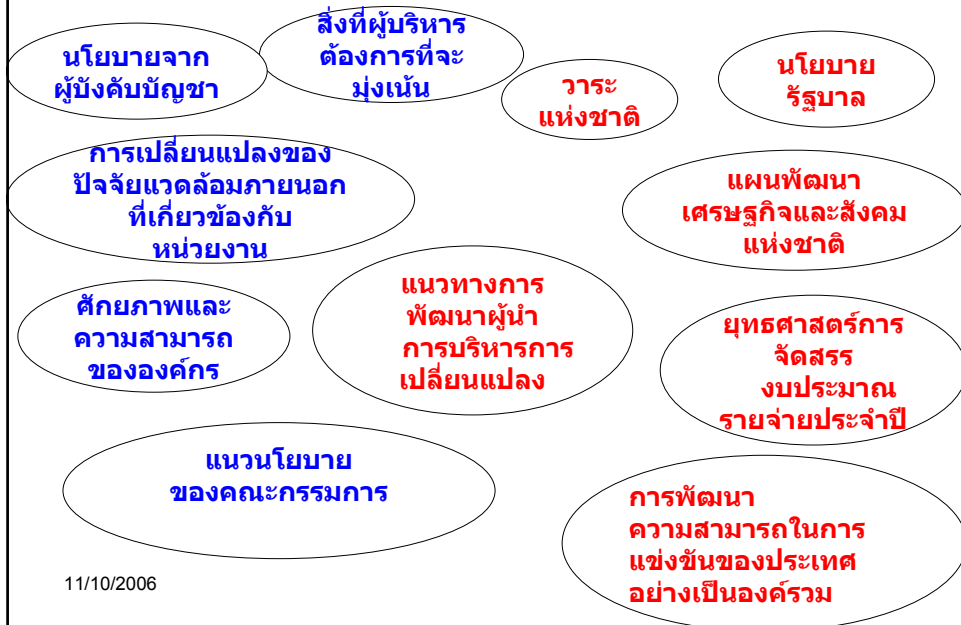 นโยบายจาก
ผู้บังคับบัญชา
สิ่งที่ผู้บริหาร
ต้องการที่จะ
มุ่งเน้น
วาระ
แห่งชาติ
นโยบาย
รัฐบาล
การเปลี่ยนแปลงของ
ปัจจัยแวดล้อมภายนอก
ที่เกี่ยวข้องกับ
หน่วยงาน
แผนพัฒนา
เศรษฐกิจและสังคม
แห่งชาติ
ศักยภาพและ
ความสามารถ
ขององค์กร
แนวทางการ
พัฒนาผู้นำ
การบริหารการ
เปลี่ยนแปลง
ยุทธศาสตร์การ
จัดสรร
งบประมาณ
รายจ่ายประจำปี
แนวนโยบาย
ของคณะกรรมการ
การพัฒนา
ความสามารถในการ
แข่งขันของประเทศ
อย่างเป็นองค์รวม
11/10/2006